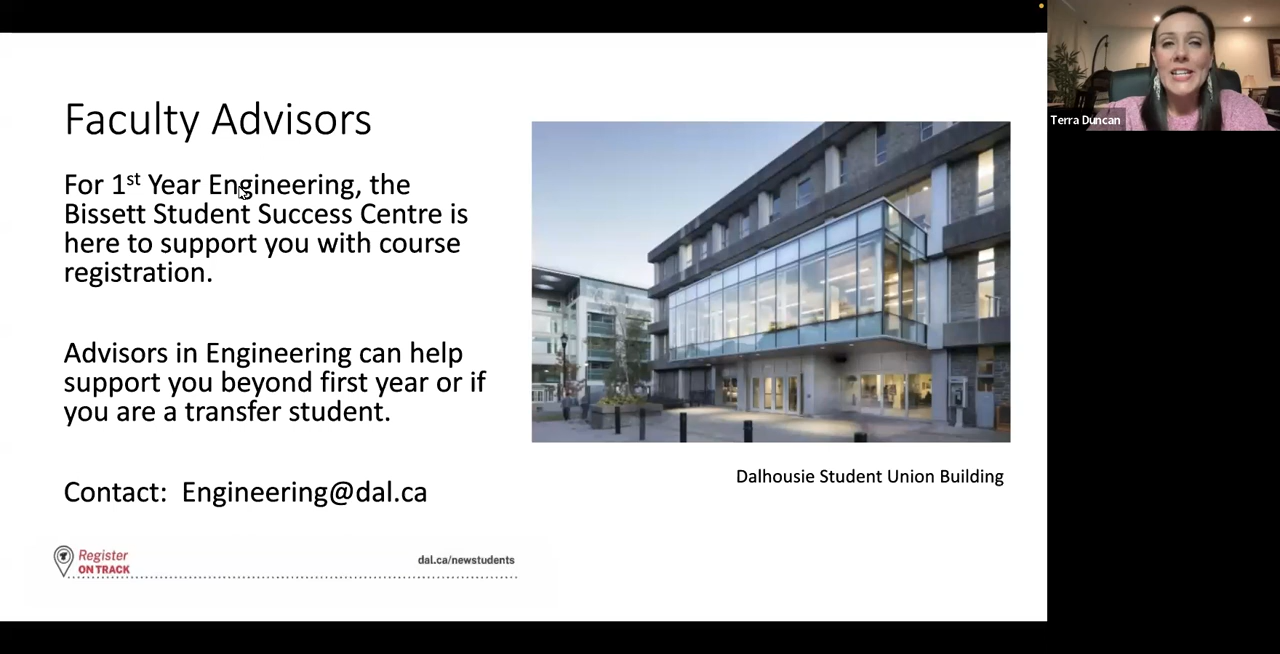 Faculty Advisors
For 1st Year Engineering, the
Bissett Student Success Centre is
here to support you with course
registration.
Advisors in Engineering can help
support you beyond first year or if
you are a transfer student.
Contact: Engineering@dal.ca
Dalhousie Student Union Building
Register
ON TRACK
dal.ca/newstudents
Terra Duncan